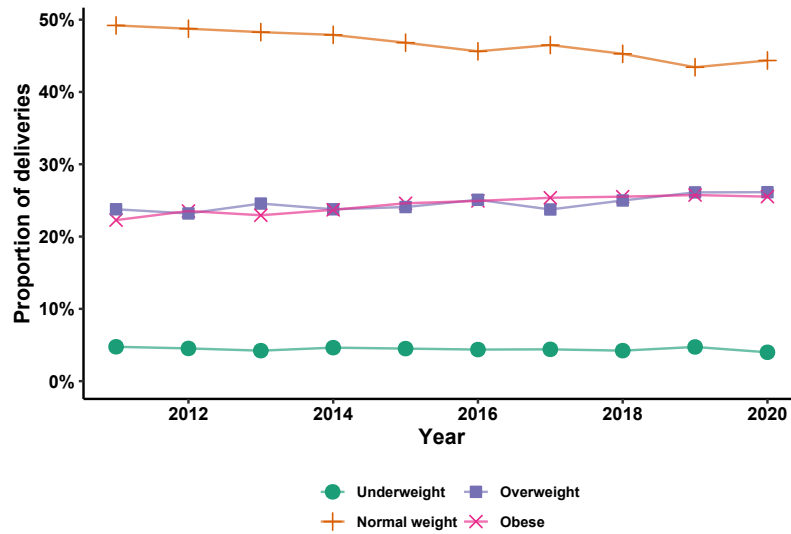 50%
40%
30%
20%
10%
0%
Proportion of deliveries
2012 2014 2016 2018 2020
Year
Underweight Overweight
Normal weight Obese